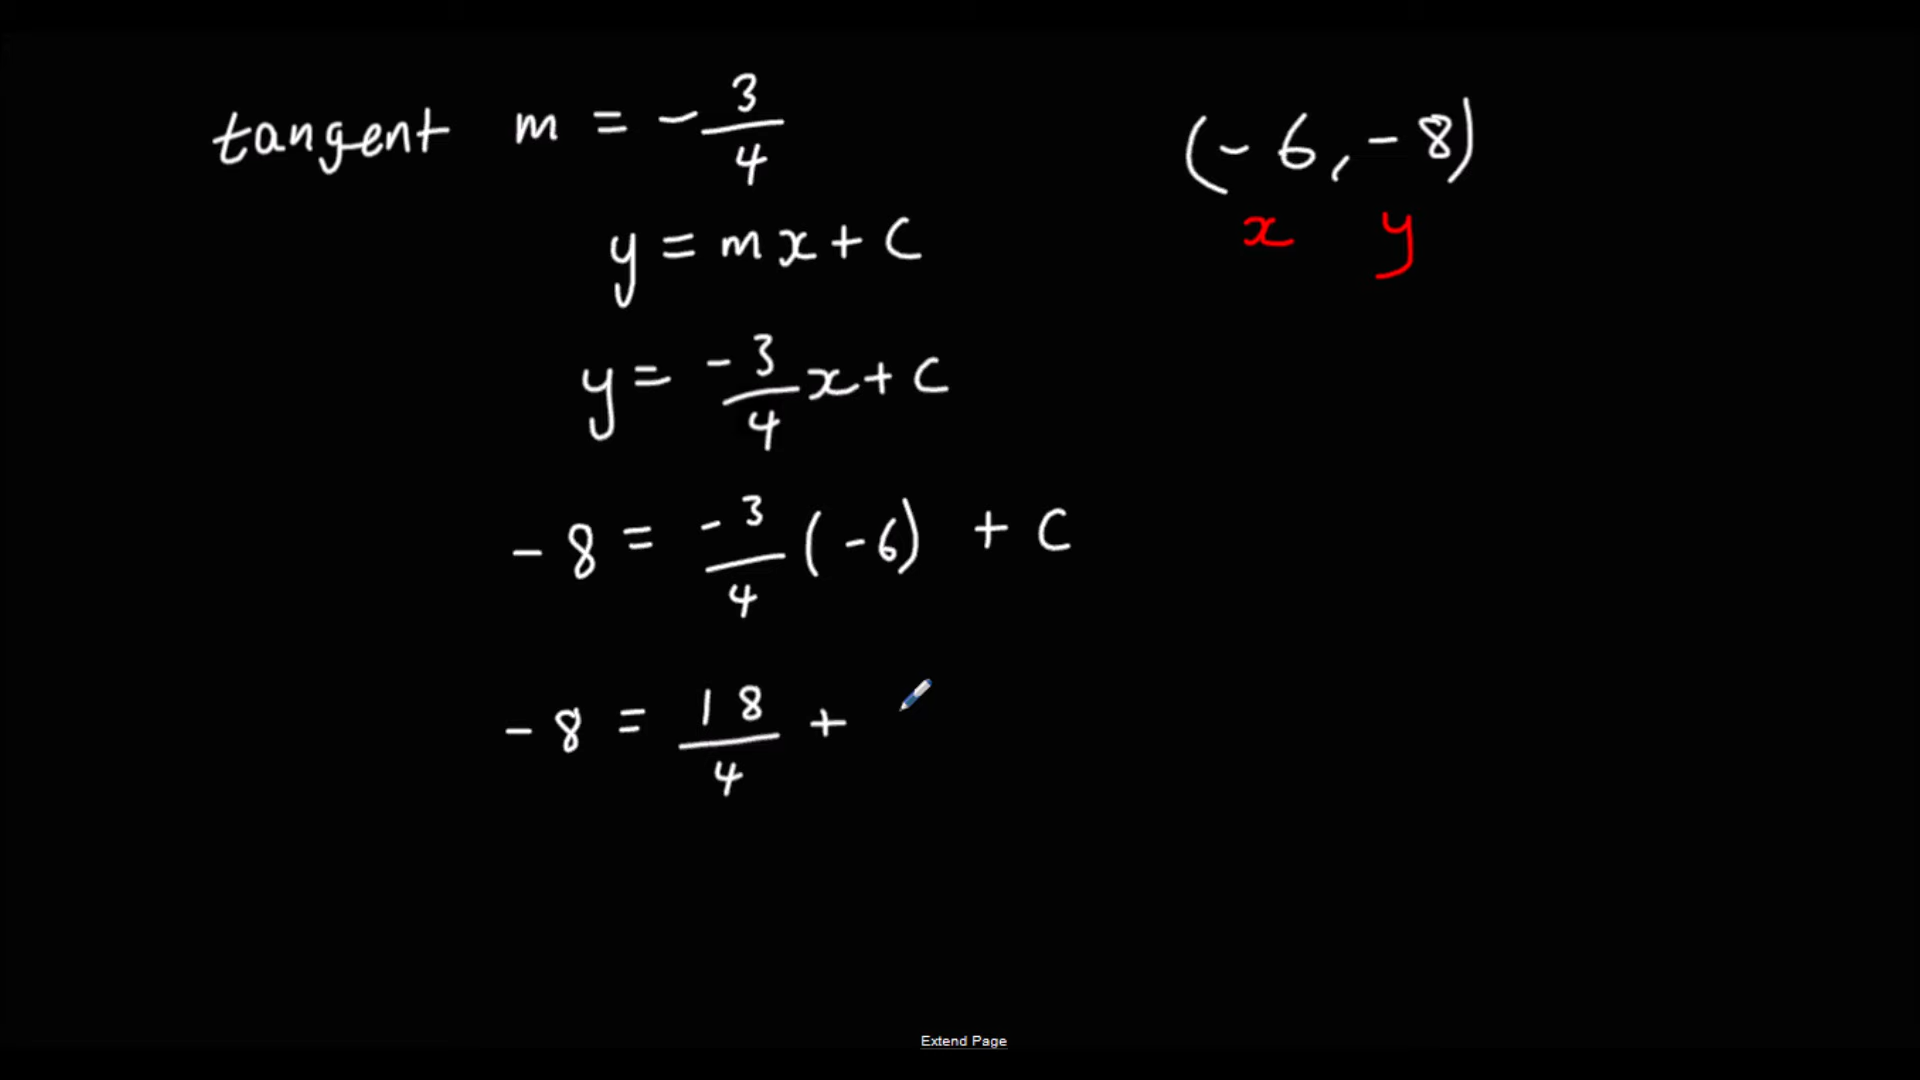 tangent m = -3/4
(-6, -8)
x y
y = mx + c
y = -3/4 x + c
-8 = -3/4 (-6) + c
-8 = 18/4 +
Extend Page